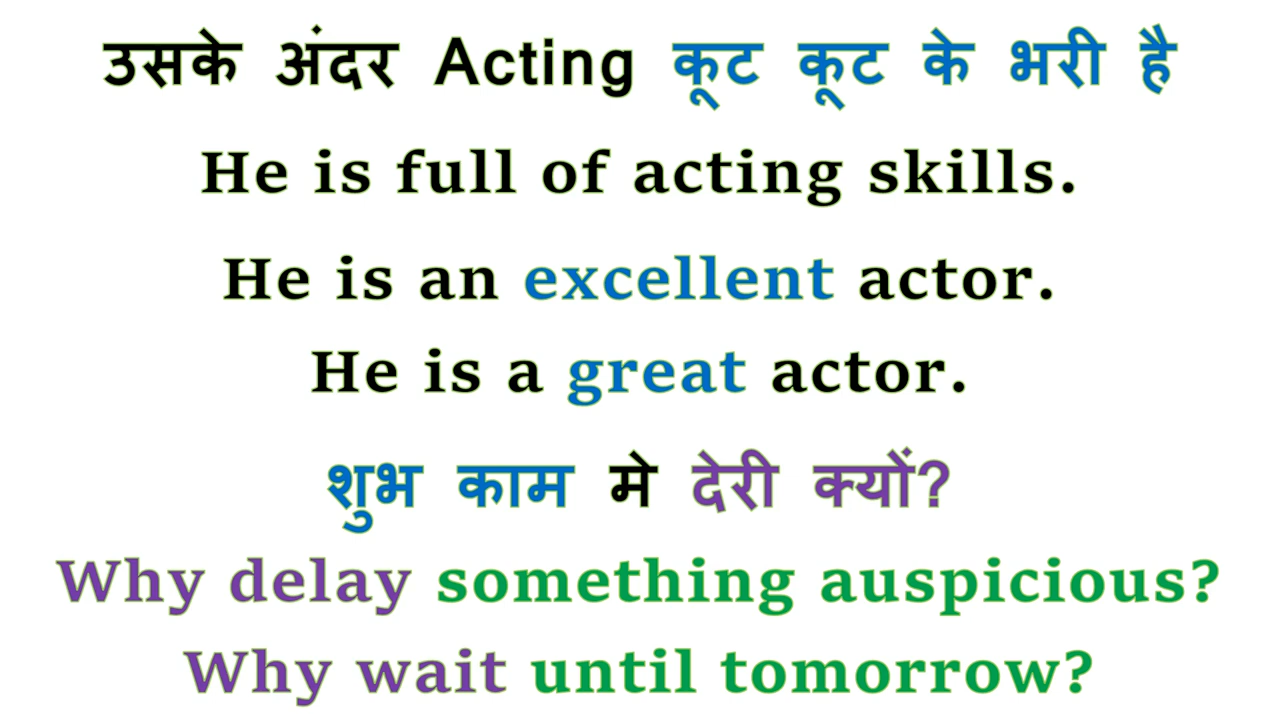 उसके अंदर Acting कूट कूट के भरी है
He is full of acting skills.
He is an excellent actor.
He is a great actor.
शुभ काम मे देरी क्यों?
Why delay something auspicious?
Why wait until tomorrow?